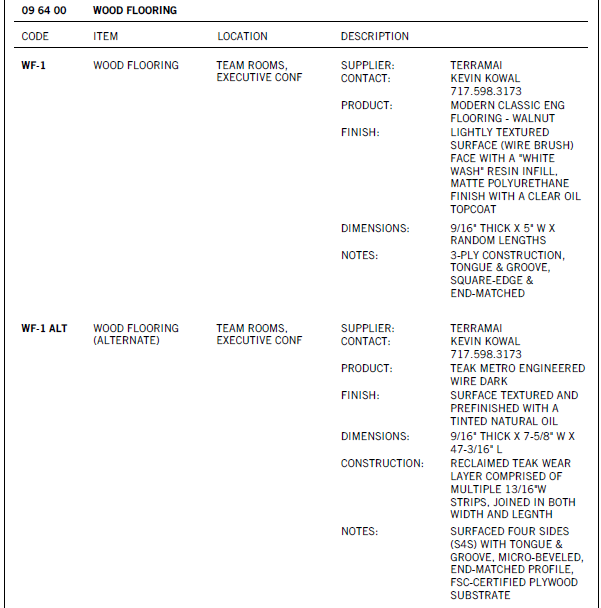 09 64 00 WOOD FLOORING
CODE ITEM LOCATION DESCRIPTION
WF-1 WOOD FLOORING TEAM ROOMS, SUPPLIER: TERRAMAI
EXECUTIVE CONF CONTACT: KEVIN KOWAL
717.598.3173
PRODUCT: MODERN CLASSIC ENG
FLOORING - WALNUT
FINISH: LIGHTLY TEXTURED
SURFACE (WIRE BRUSH)
FACE WITH A "WHITE
WASH" RESIN INFILL,
MATTE POLYURETHANE
FINISH WITH A CLEAR OIL
TOPCOAT
DIMENSIONS: 9/16" THICK X 5" W X
RANDOM LENGTHS
NOTES: 3-PLY CONSTRUCTION,
TONGUE & GROOVE,
SQUARE-EDGE &
END-MATCHED
WF-1 ALT WOOD FLOORING TEAM ROOMS, SUPPLIER: TERRAMAI
(ALTERNATE) EXECUTIVE CONF CONTACT: KEVIN KOWAL
717.598.3173
PRODUCT: TEAK METRO ENGINEERED
WIRE DARK
FINISH: SURFACE TEXTURED AND
PREFINISHED WITH A
TINTED NATURAL OIL
DIMENSIONS: 9/16" THICK X 7-5/8" W X
47-3/16" L
CONSTRUCTION: RECLAIMED TEAK WEAR
LAYER COMPRISED OF
MULTIPLE 13/16"W
STRIPS, JOINED IN BOTH
WIDTH AND LEGNTH
NOTES: SURFACED FOUR SIDES
(S4S) WITH TONGUE &
GROOVE, MICRO-BEVELED,
END-MATCHED PROFILE,
FSC-CERTIFIED PLYWOOD
SUBSTRATE